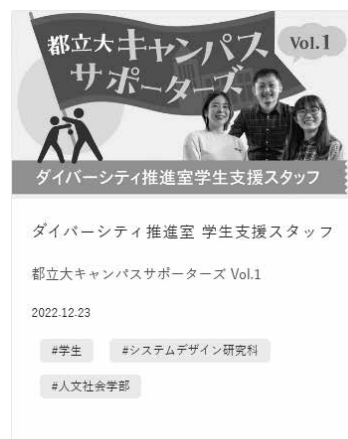 都立大キャンパス
サポーターズ
Vol.1
ダイバーシティ推進室学生支援スタッフ
ダイバーシティ推進室 学生支援スタッフ
都立大キャンパスサポーターズ Vol.1
2022.12.23
#学生
#システムデザイン研究科
#人文社会学部